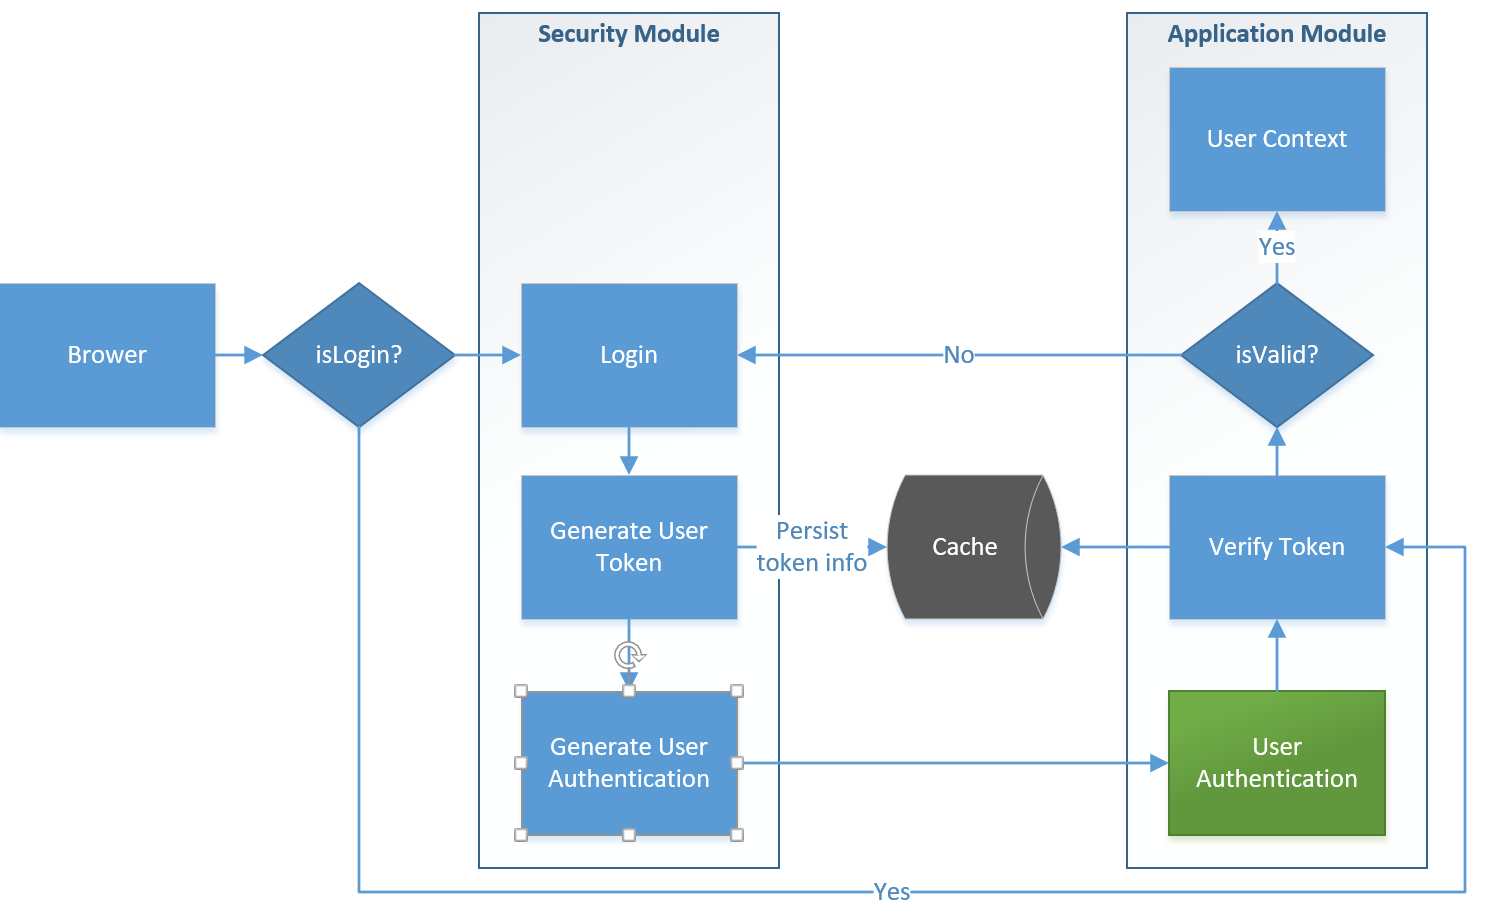 Security Module
Application Module
User Context
Yes
Brower
isLogin?
Login
No
isValid?
Generate User
Token
Persist
token info
Cache
Verify Token
Generate User
Authentication
User
Authentication
Yes